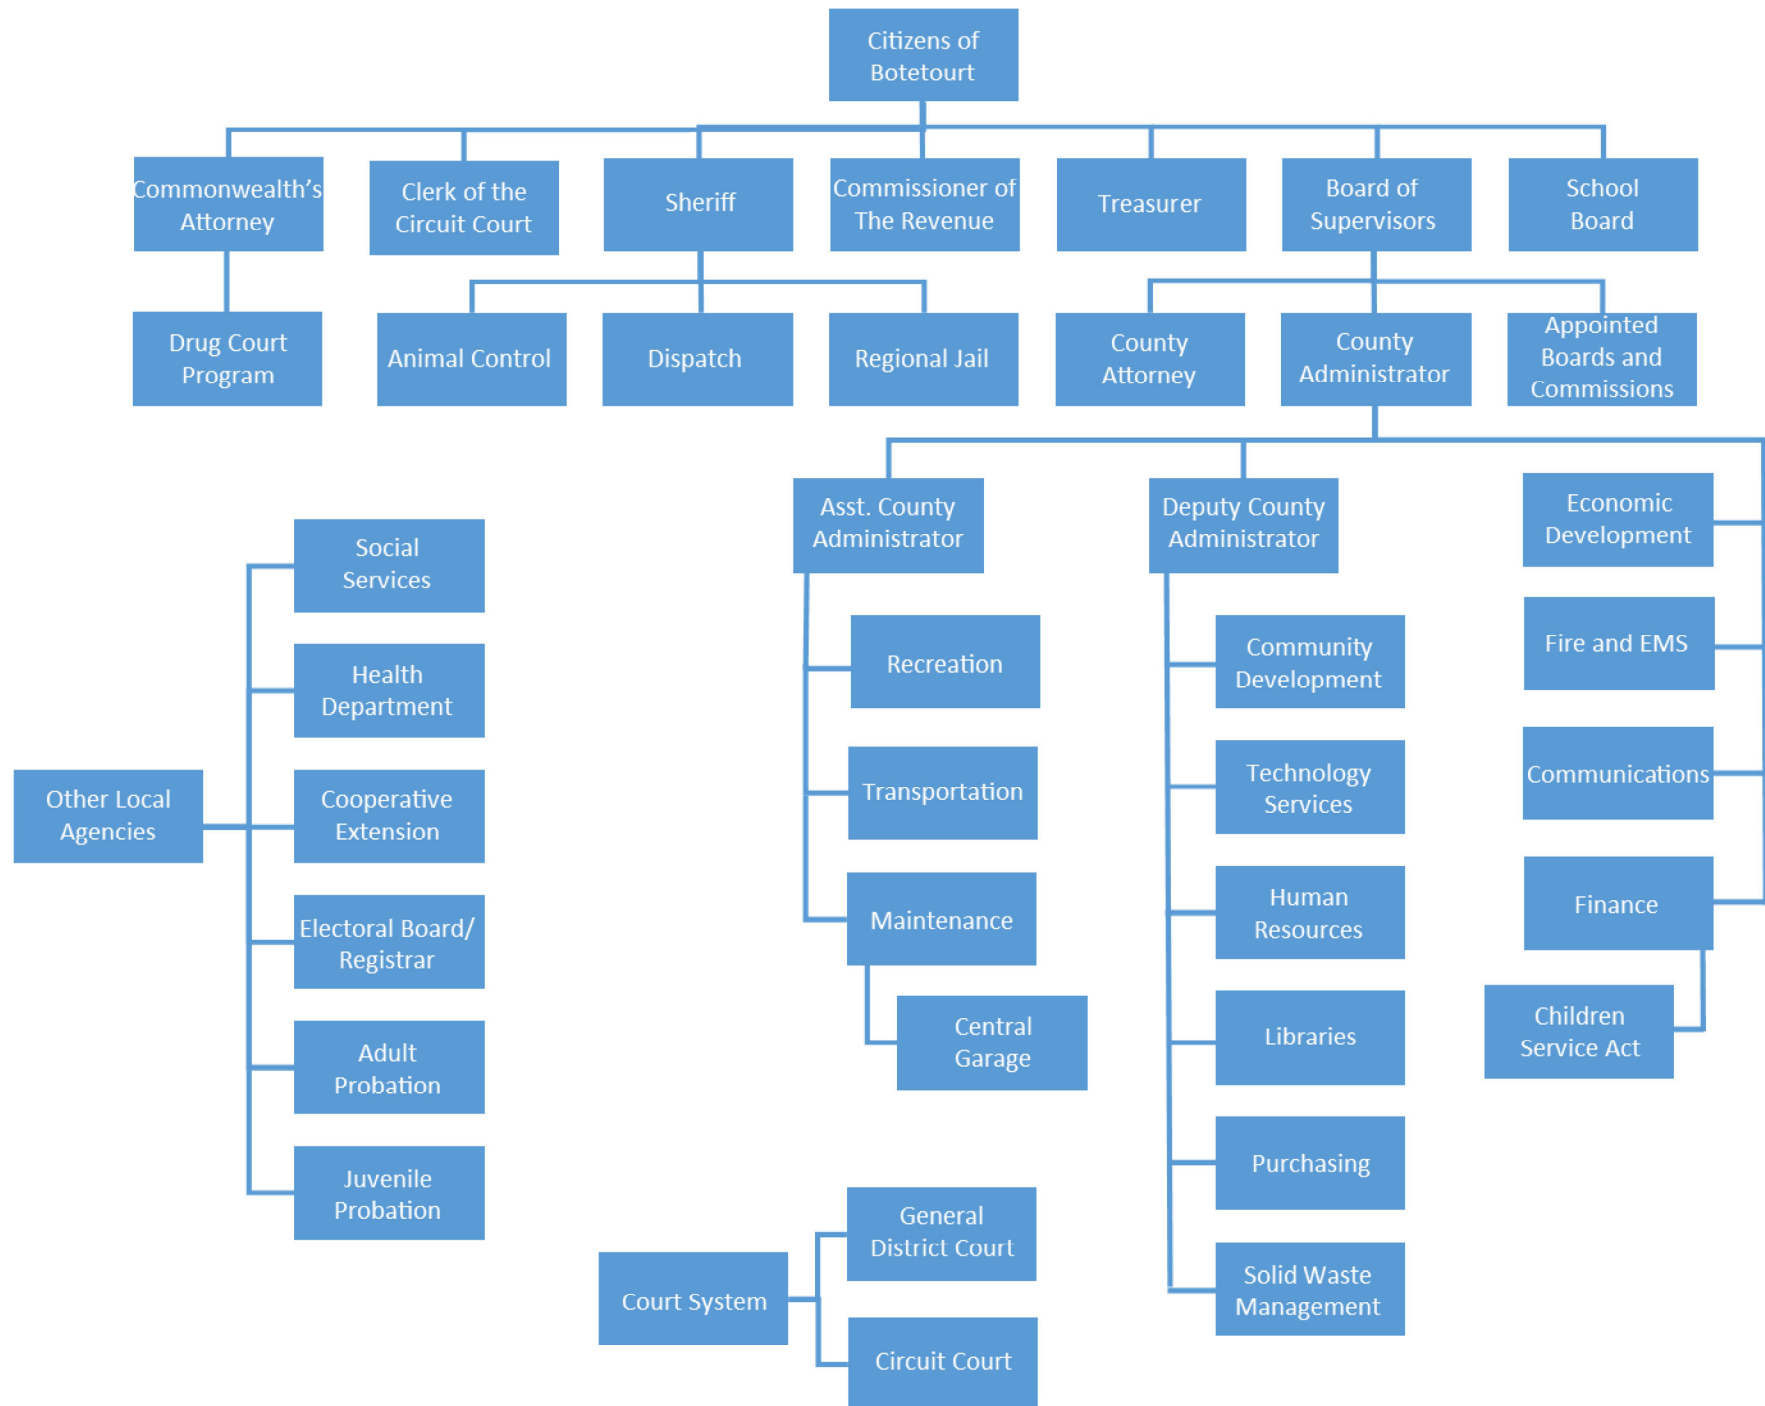 Citizens of
Botetourt
Commonwealth's
Attorney
Clerk of the
Circuit Court
Sheriff
Commissioner of
The Revenue
Treasurer
Board of
Supervisors
School
Board
Drug Court
Program
Animal Control
Dispatch
Regional Jail
County
Attorney
County
Administrator
Appointed
Boards and
Commissions
Asst. County
Administrator
Recreation
Transportation
Maintenance
Central
Garage
Deputy County
Administrator
Community
Development
Technology
Services
Human
Resources
Libraries
Purchasing
Solid Waste
Management
Economic
Development
Fire and EMS
Communications
Finance
Children
Service Act
Other Local
Agencies
Social
Services
Health
Department
Cooperative
Extension
Electoral Board/
Registrar
Adult
Probation
Juvenile
Probation
Court System
General
District Court
Circuit Court